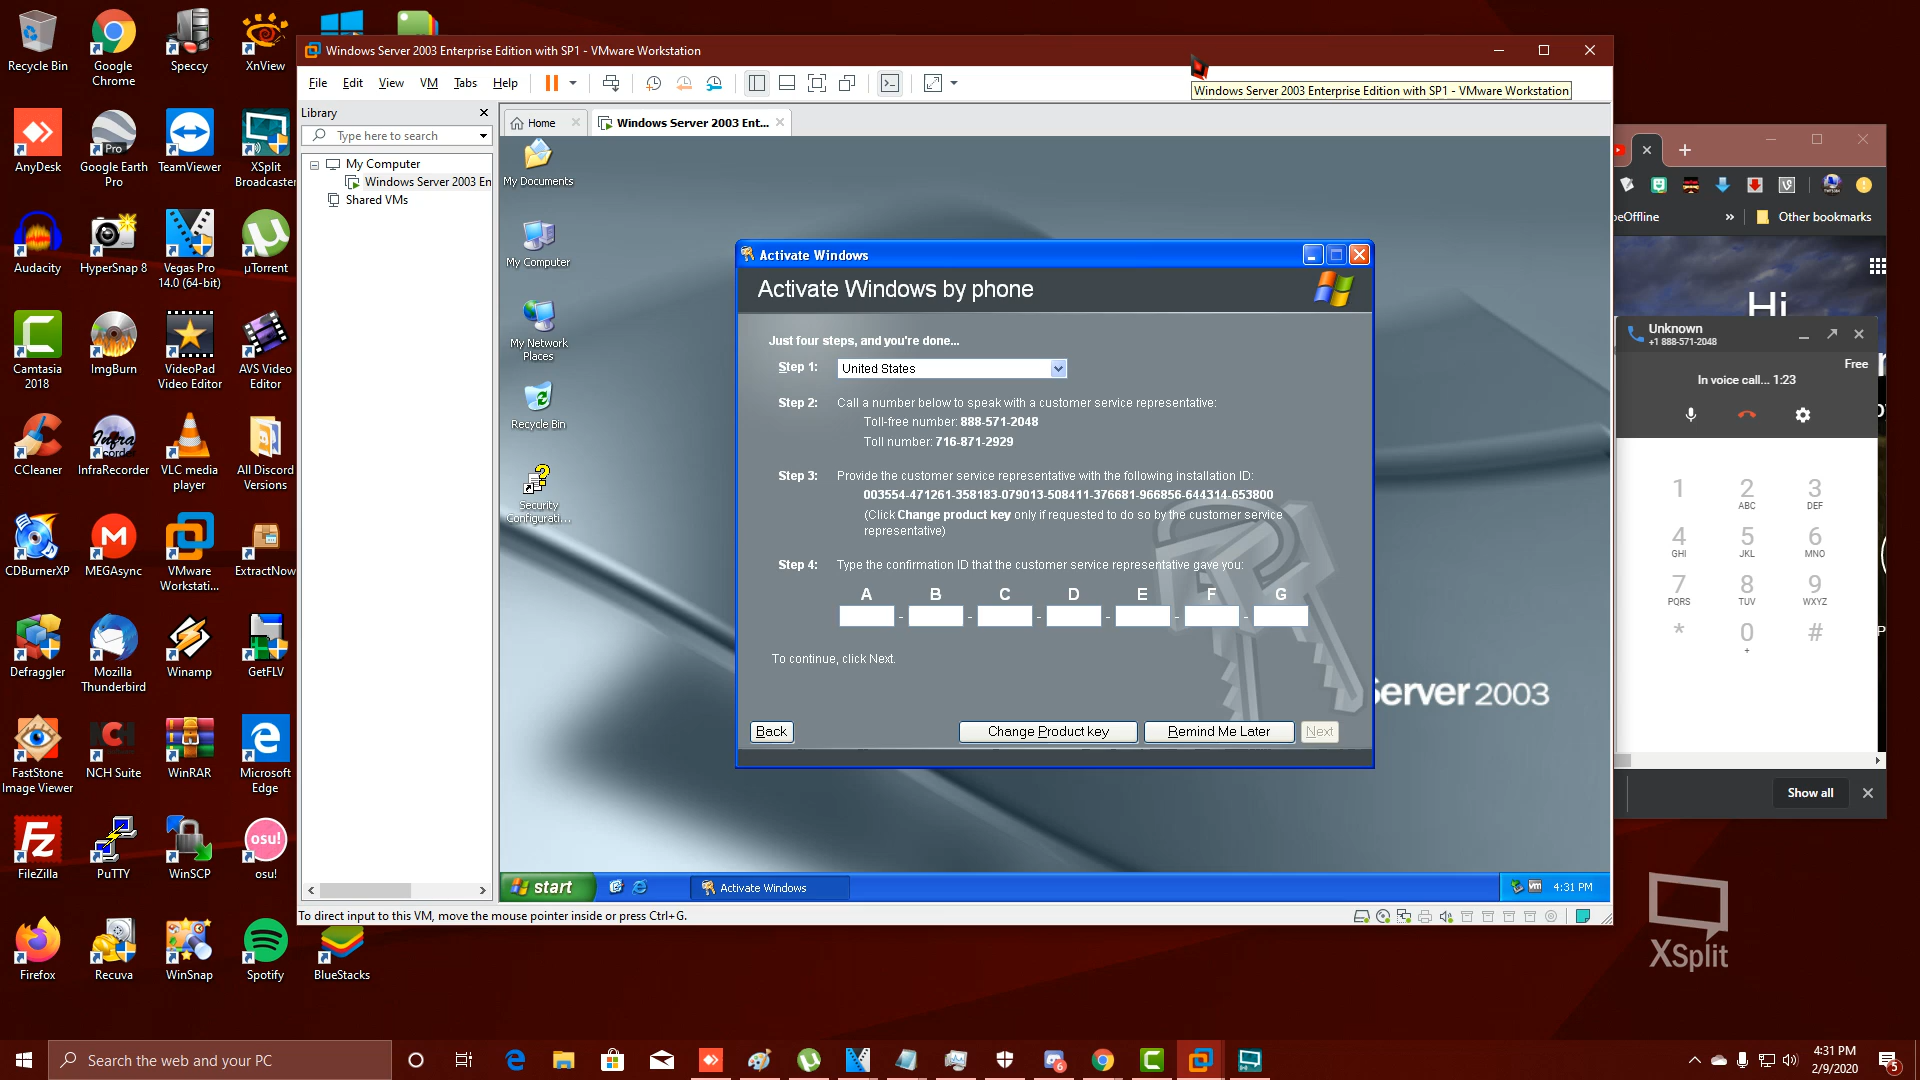 Recycle Bin
Google Chrome
Speccy
XnView
AnyDesk
Google Earth Pro
TeamViewer
XSplit Broadcaster
Audacity
HyperSnap 8
Vegas Pro 14.0 (64-bit)
µTorrent
Camtasia 2018
ImgBurn
VideoPad Video Editor
AVS Video Editor
CCleaner
InfraRecorder
VLC media player
All Discord Versions
CDBurnerXP
MEGAsync
VMware Workstati...
ExtractNow
Defraggler
Mozilla Thunderbird
Winamp
GetFLV
FastStone Image Viewer
NCH Suite
WinRAR
Microsoft Edge
FileZilla
PuTTY
WinSCP
osu!
Firefox
Recuva
WinSnap
Spotify
BlueStacks
Windows Server 2003 Enterprise Edition with SP1 - VMware Workstation
File Edit View VM Tabs Help
Windows Server 2003 Enterprise Edition with SP1 - VMware Workstation
Library
Type here to search
My Computer
Windows Server 2003 En
Shared VMs
Home
Windows Server 2003 Ent...
My Documents
My Computer
My Network Places
Recycle Bin
Security Configurati...
Activate Windows
Activate Windows by phone
Just four steps, and you're done...
Step 1: United States
Step 2: Call a number below to speak with a customer service representative:
Toll-free number: 888-571-2048
Toll number: 716-871-2929
Step 3: Provide the customer service representative with the following installation ID:
003554-471261-358183-079013-508411-376681-966856-644314-653800
(Click Change product key only if requested to do so by the customer service
representative)
Step 4: Type the confirmation ID that the customer service representative gave you:
A B C D E F G
To continue, click Next.
Back Change Product key Remind Me Later Next
Server 2003
start
Activate Windows
4:31 PM
To direct input to this VM, move the mouse pointer inside or press Ctrl+G.
beOffline » Other bookmarks
Hi
Unknown
+1 888-571-2048
Free
In voice call... 1:23
1 2 ABC 3 DEF
4 GHI 5 JKL 6 MNO
7 PQRS 8 TUV 9 WXYZ
* 0 + #
Show all
XSplit
Search the web and your PC
4:31 PM
2/9/2020
5